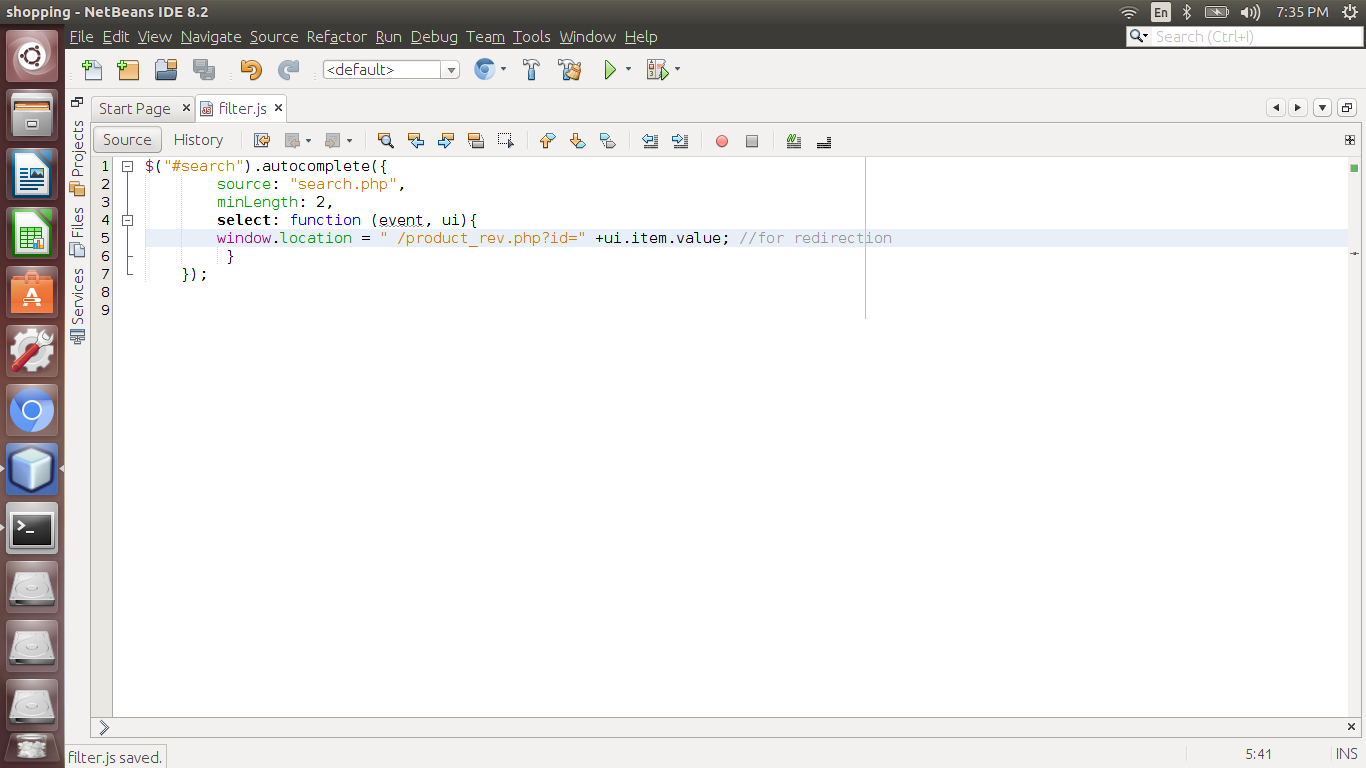 shopping - NetBeans IDE 8.2
En
7:35 PM
File Edit View Navigate Source Refactor Run Debug Team Tools Window Help
Search (Ctrl+I)
<default>
Start Page
filter.js
Source History
Projects
Files
Services
1 $("#search").autocomplete({
2 source: "search.php",
3 minLength: 2,
4 select: function (event, ui){
5 window.location = " /product_rev.php?id=" +ui.item.value; //for redirection
6 }
7 });
8
9
filter.js saved.
5:41
INS